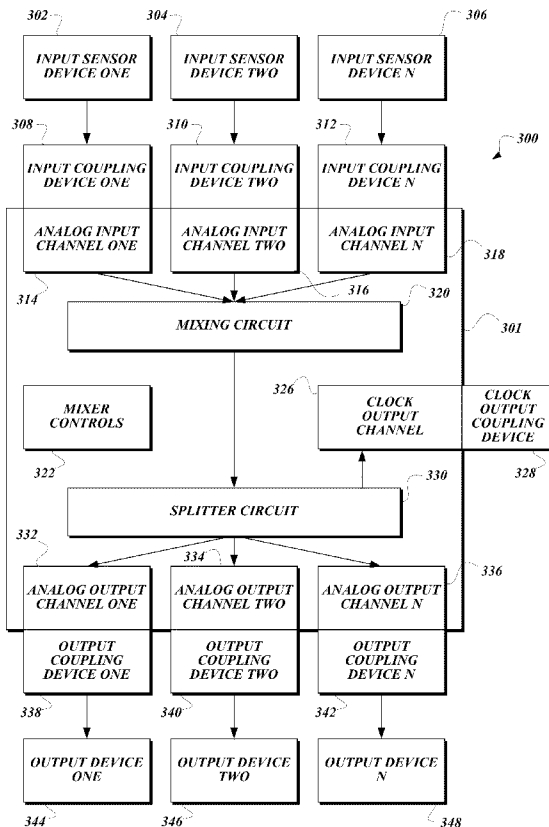 302
304
306
INPUT SENSOR
DEVICE ONE
INPUT SENSOR
DEVICE TWO
INPUT SENSOR
DEVICE N
308
310
312
300
INPUT COUPLING
DEVICE ONE
INPUT COUPLING
DEVICE TWO
INPUT COUPLING
DEVICE N
ANALOG INPUT
CHANNEL ONE
ANALOG INPUT
CHANNEL TWO
ANALOG INPUT
CHANNEL N
318
314
316
320
MIXING CIRCUIT
301
326
MIXER
CONTROLS
CLOCK
OUTPUT
CHANNEL
CLOCK
OUTPUT
COUPLING
DEVICE
322
328
330
SPLITTER CIRCUIT
332
334
336
ANALOG OUTPUT
CHANNEL ONE
ANALOG OUTPUT
CHANNEL TWO
ANALOG OUTPUT
CHANNEL N
OUTPUT
COUPLING
DEVICE ONE
OUTPUT
COUPLING
DEVICE TWO
OUTPUT
COUPLING
DEVICE N
338
340
342
OUTPUT DEVICE
ONE
OUTPUT DEVICE
TWO
OUTPUT DEVICE
N
344
346
348